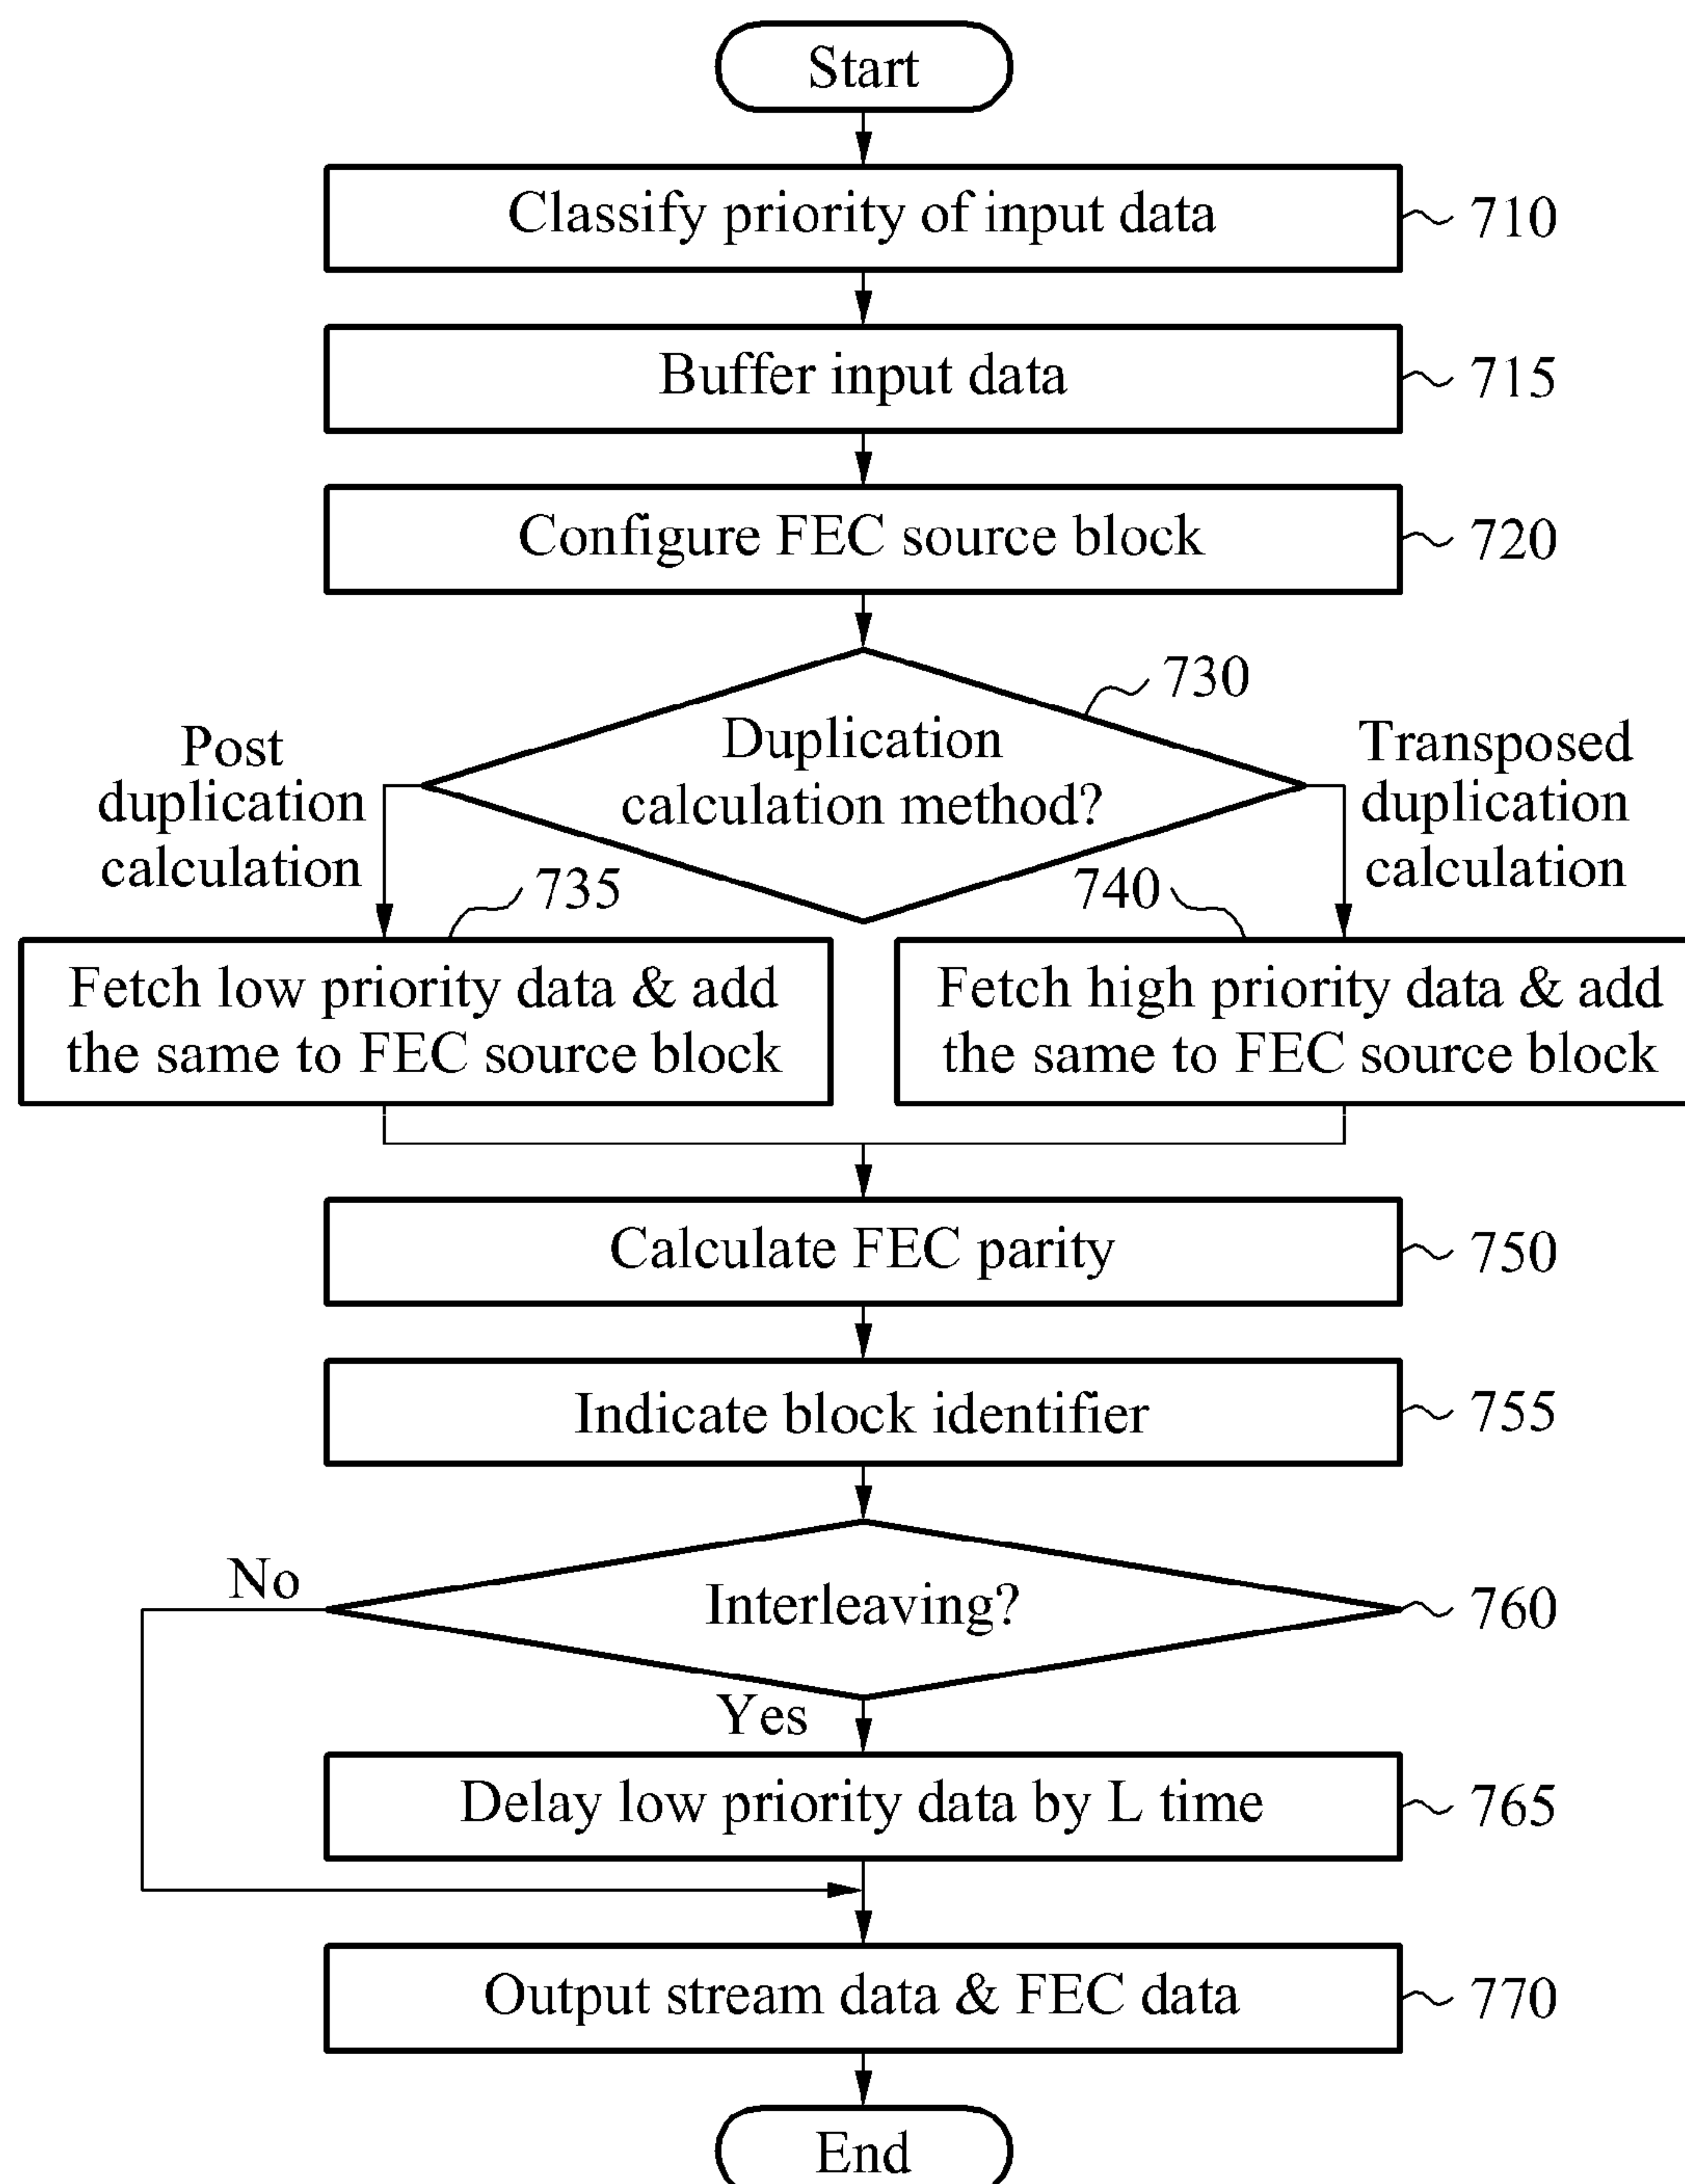 Start
Classify priority of input data
710
Buffer input data
715
Configure FEC source block
720
730
Duplication
calculation method?
Post
duplication
calculation
Transposed
duplication
calculation
735
740
Fetch low priority data & add
the same to FEC source block
Fetch high priority data & add
the same to FEC source block
Calculate FEC parity
750
Indicate block identifier
755
No
Interleaving?
760
Yes
Delay low priority data by L time
765
Output stream data & FEC data
770
End